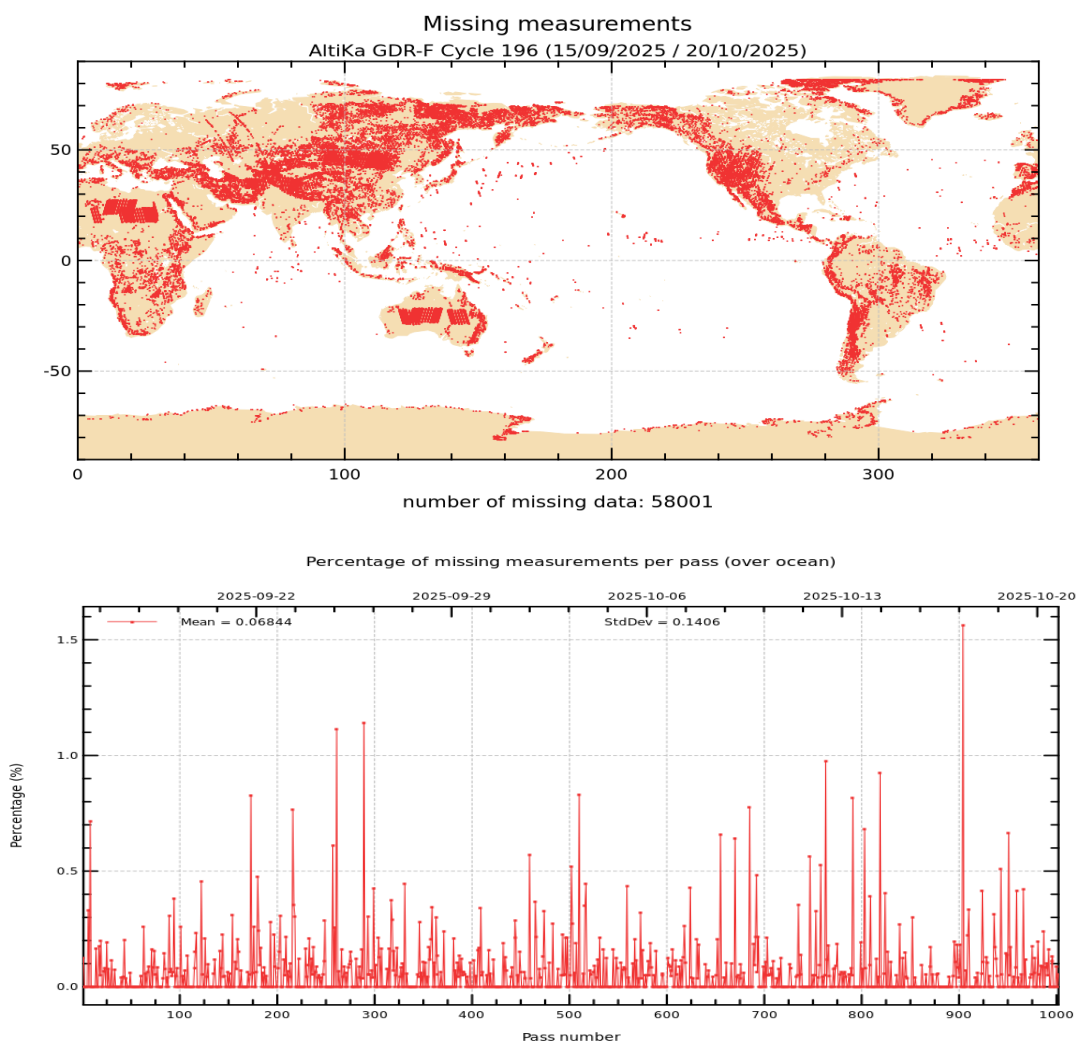 Missing measurements
AltiKa GDR-F Cycle 196 (15/09/2025 / 20/10/2025)
50
0
-50
0 100 200 300
number of missing data: 58001
Percentage of missing measurements per pass (over ocean)
2025-09-22 2025-09-29 2025-10-06 2025-10-13 2025-10-20
Mean = 0.06844 StdDev = 0.1406
1.5
1.0
Percentage (%)
0.5
0.0
100 200 300 400 500 600 700 800 900 1000
Pass number